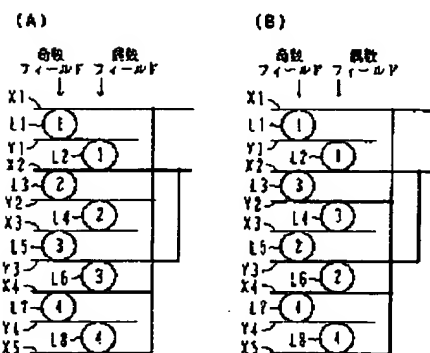 (A) (B)
奇数 偶数 奇数 偶数
フィールド フィールド フィールド フィールド
X1 X1
L1 1 L1 1
Y1 Y1
L2 1 L2 1
X2 X2
L3 2 L3 3
Y2 Y2
L4 2 L4 3
X3 X3
L5 3 L5 2
Y3 Y3
L6 3 L6 2
X4 X4
L7 4 L7 4
Y4 Y4
L8 4 L8 4
X5 X5